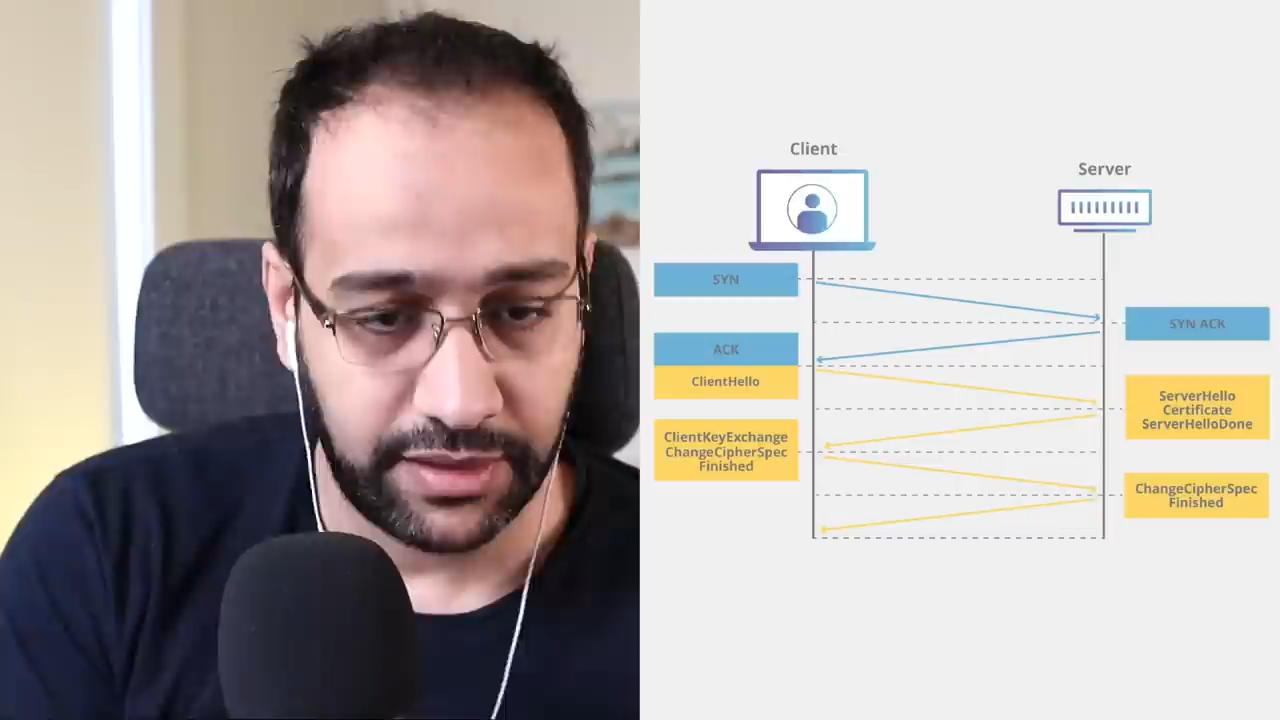 Client
Server
SYN
SYN ACK
ACK
ClientHello
ServerHello
Certificate
ServerHelloDone
ClientKeyExchange
ChangeCipherSpec
Finished
ChangeCipherSpec
Finished